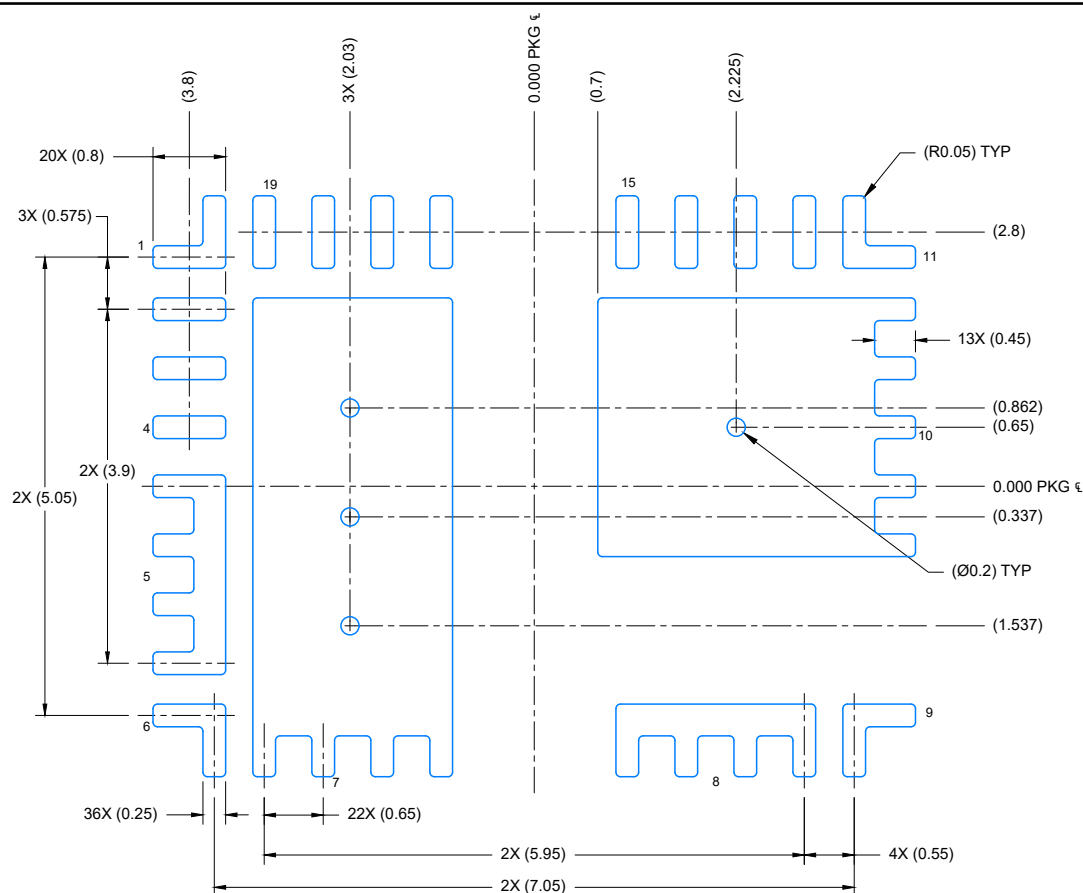 (3.8)
3X (2.03)
0.000 PKG ℄
(0.7)
(2.225)
20X (0.8)
(R0.05) TYP
19
15
3X (0.575)
(2.8)
1
11
13X (0.45)
(0.862)
4
(0.65)
10
2X (3.9)
2X (5.05)
0.000 PKG ℄
(0.337)
5
(Ø0.2) TYP
(1.537)
6
9
7
8
36X (0.25)
22X (0.65)
2X (5.95)
4X (0.55)
2X (7.05)